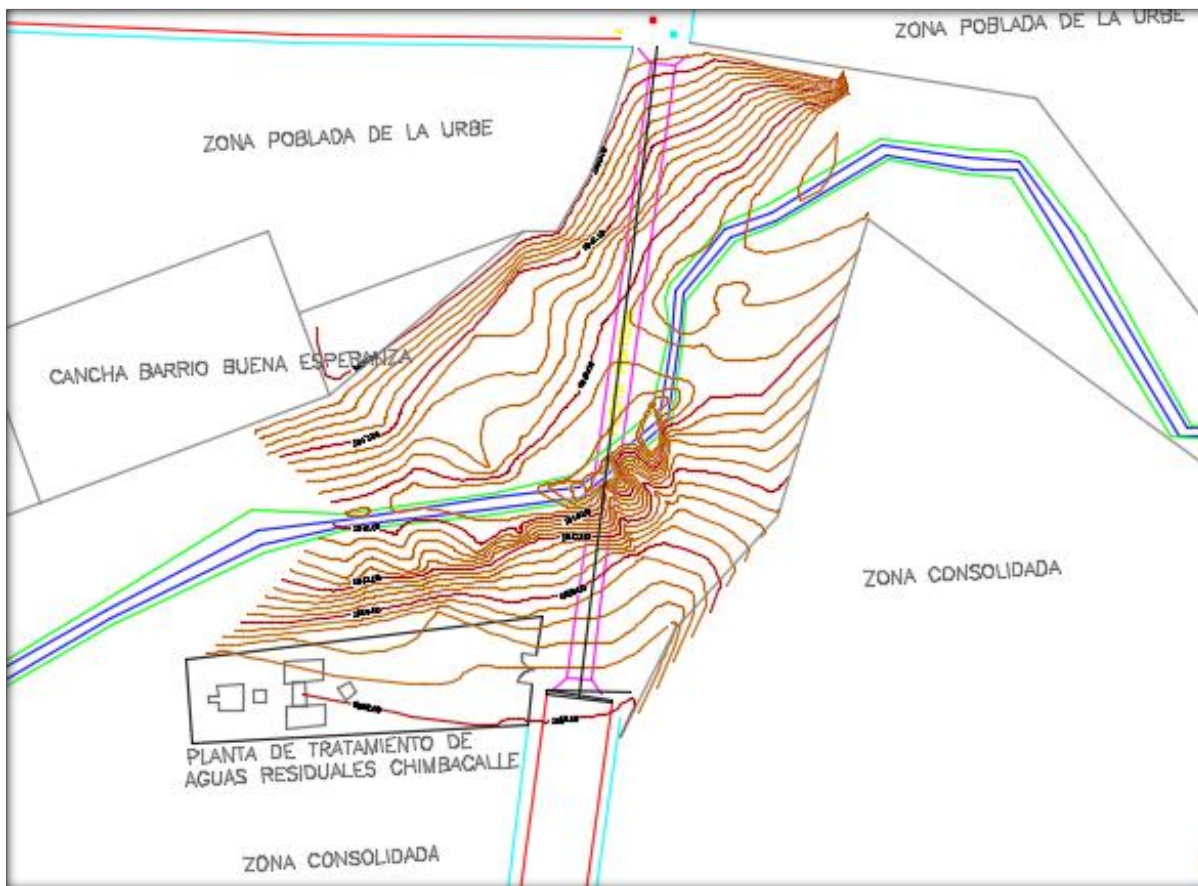 ZONA POBLADA DE LA URBE
ZONA POBLADA DE LA URBE
CANCHA BARRIO BUENA ESPERANZA
ZONA CONSOLIDADA
PLANTA DE TRATAMIENTO DE
AGUAS RESIDUALES CHIMBACALLE
ZONA CONSOLIDADA